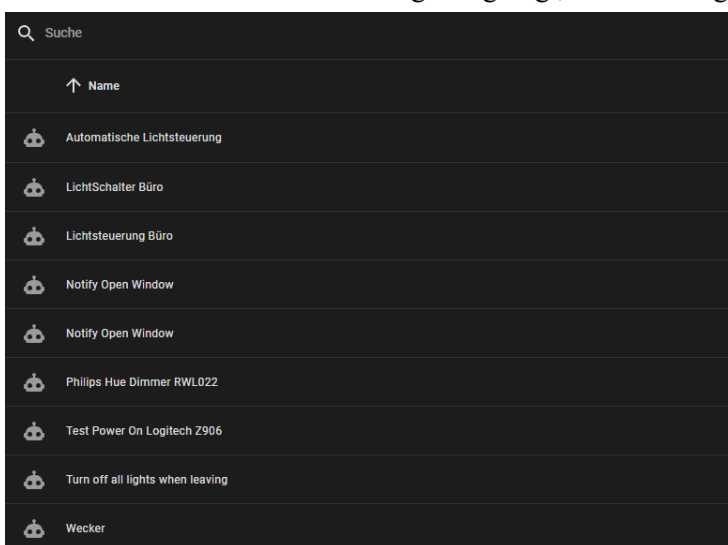 Suche
Name
Automatische Lichtsteuerung
LichtSchalter Büro
Lichtsteuerung Büro
Notify Open Window
Notify Open Window
Philips Hue Dimmer RWL022
Test Power On Logitech Z906
Turn off all lights when leaving
Wecker